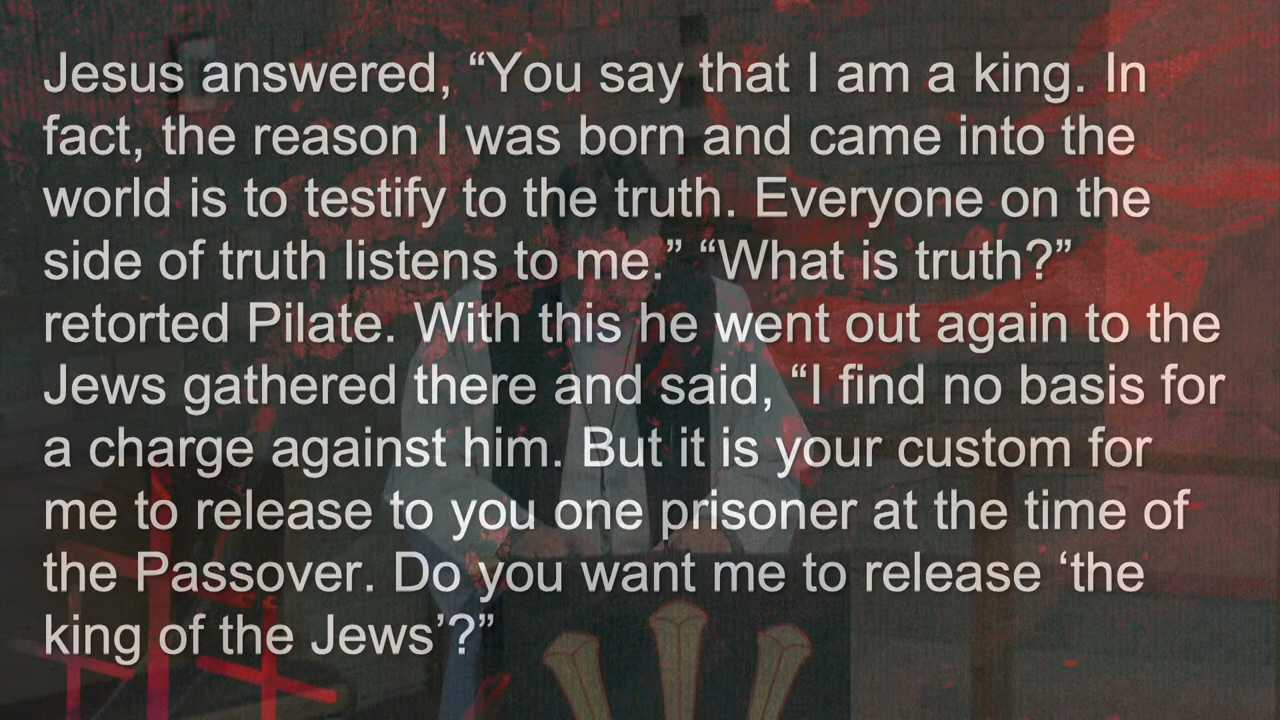 Jesus answered, “You say that I am a king. In
fact, the reason I was born and came into the
world is to testify to the truth. Everyone on the
side of truth listens to me.” “What is truth?”
retorted Pilate. With this he went out again to the
Jews gathered there and said, “I find no basis for
a charge against him. But it is your custom for
me to release to you one prisoner at the time of
the Passover. Do you want me to release ‘the
king of the Jews’?”